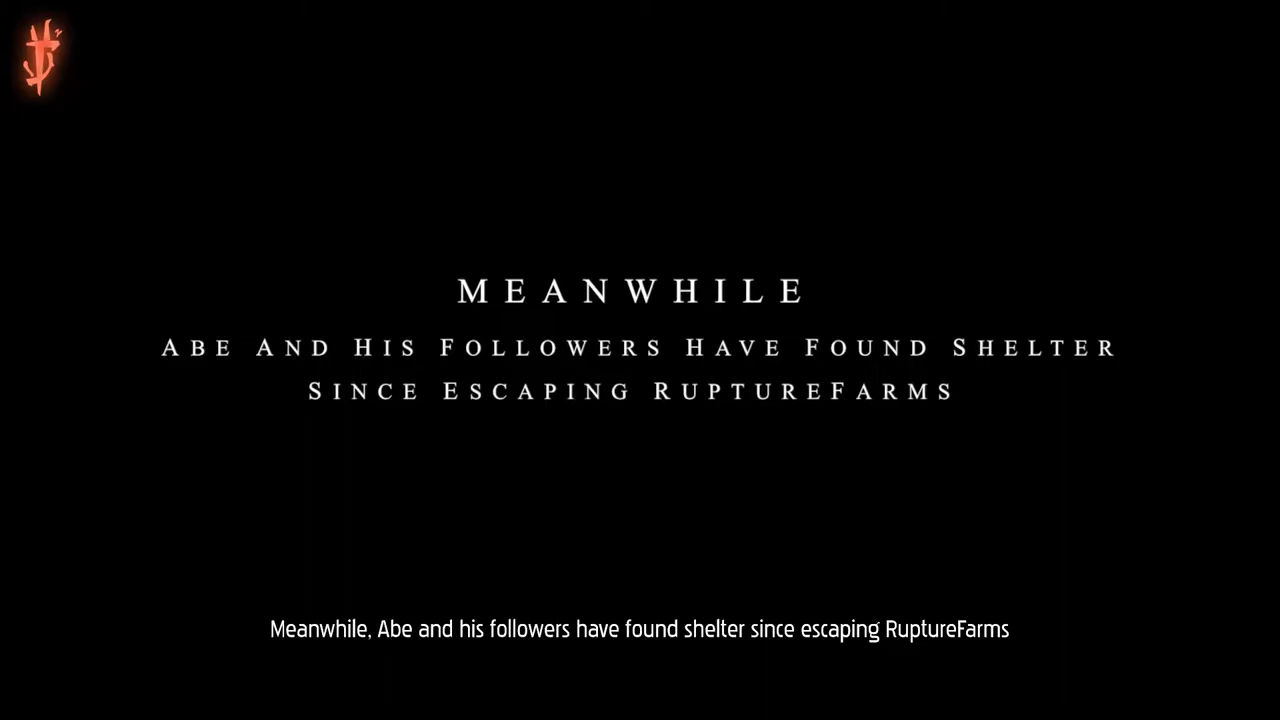 MEANWHILE
ABE AND HIS FOLLOWERS HAVE FOUND SHELTER
SINCE ESCAPING RUPTUREFARMS
Meanwhile, Abe and his followers have found shelter since escaping RuptureFarms